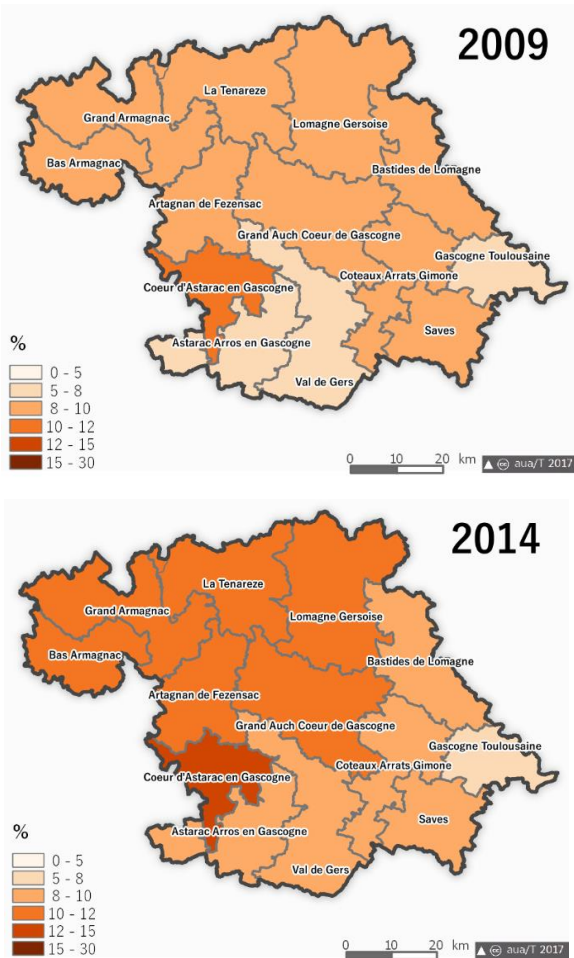 2009
La Tenareze
Grand Armagnac
Lomagne Gersoise
Bas Armagnac
Bastides de Lomagne
Artagnan de Fezensac
Grand Auch Coeur de Gascogne
Gascogne Toulousaine
Coteaux Arrats Gimone
Coeur d'Astarac en Gascogne
Saves
Astarac Arros en Gascogne
Val de Gers
%
0 - 5
5 - 8
8 - 10
10 - 12
12 - 15
15 - 30
0 10 20 km
cc aua/T 2017
2014
La Tenareze
Grand Armagnac
Lomagne Gersoise
Bas Armagnac
Bastides de Lomagne
Artagnan de Fezensac
Grand Auch Coeur de Gascogne
Gascogne Toulousaine
Coteaux Arrats Gimone
Coeur d'Astarac en Gascogne
Saves
Astarac Arros en Gascogne
Val de Gers
%
0 - 5
5 - 8
8 - 10
10 - 12
12 - 15
15 - 30
0 10 20 km
cc aua/T 2017